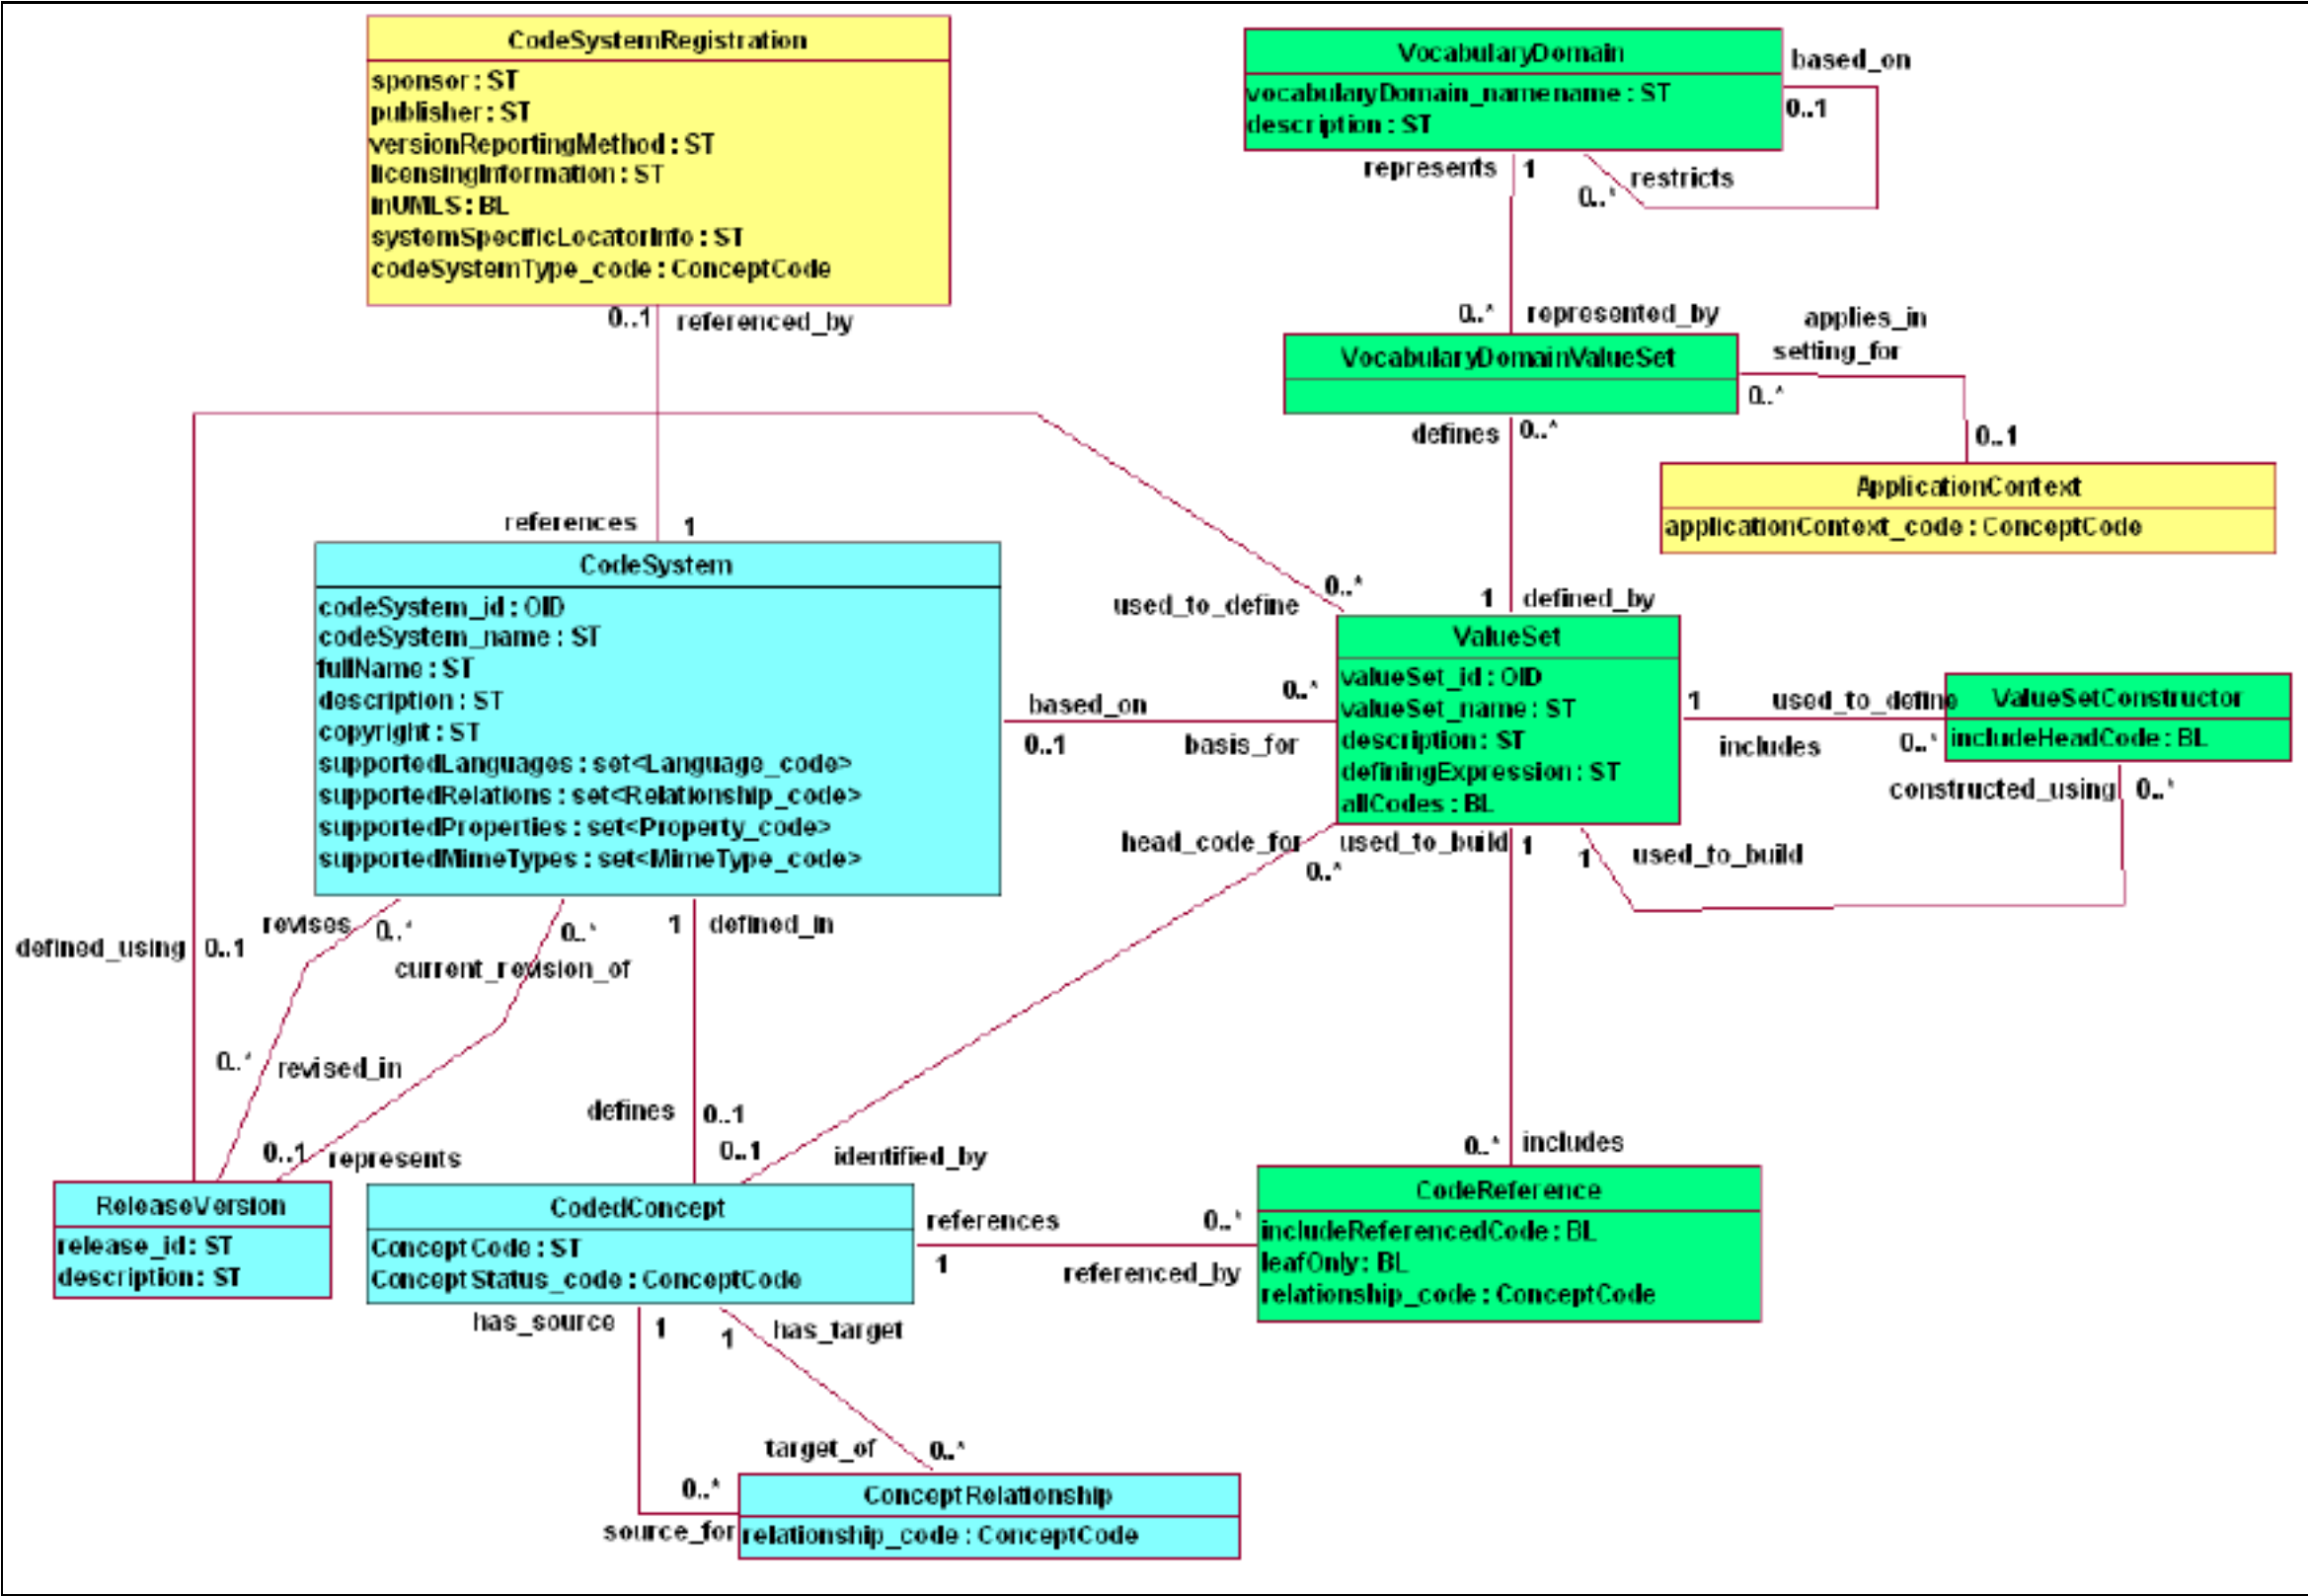 CodeSystemRegistration
sponsor : ST
publisher : ST
versionReportingMethod : ST
licensingInformation : ST
inUMLS : BL
systemSpecificLocatorInfo : ST
codeSystemType_code : ConceptCode
0..1 referenced_by
references 1
VocabularyDomain
vocabularyDomain_namename : ST
description : ST
based_on
0..1
represents 1
restricts
0..*
0..* represented_by
applies_in
setting_for
VocabularyDomainValueSet
0..*
defines 0..*
0..1
ApplicationContext
applicationContext_code : ConceptCode
CodeSystem
codeSystem_id : OID
codeSystem_name : ST
fullName : ST
description : ST
copyright : ST
supportedLanguages : set<Language_code>
supportedRelations : set<Relationship_code>
supportedProperties : set<Property_code>
supportedMimeTypes : set<MimeType_code>
used_to_define 0..*
1 defined_by
ValueSet
valueSet_id : OID
valueSet_name : ST
description : ST
definingExpression : ST
allCodes : BL
based_on 0..*
0..1 basis_for
1 used_to_define
includes 0..*
ValueSetConstructor
includeHeadCode : BL
constructed_using 0..*
head_code_for
0..*
used_to_build 1
1 used_to_build
revises 0..*
0..*
current_revision_of
1 defined_in
defined_using 0..1
0..* revised_in
0..1 represents
defines 0..1
0..1 identified_by
0..* includes
ReleaseVersion
release_id : ST
description : ST
CodedConcept
ConceptCode : ST
ConceptStatus_code : ConceptCode
references 0..*
1 referenced_by
CodeReference
includeReferencedCode : BL
leafOnly : BL
relationship_code : ConceptCode
has_source 1
1 has_target
target_of 0..*
0..*
source_for
ConceptRelationship
relationship_code : ConceptCode